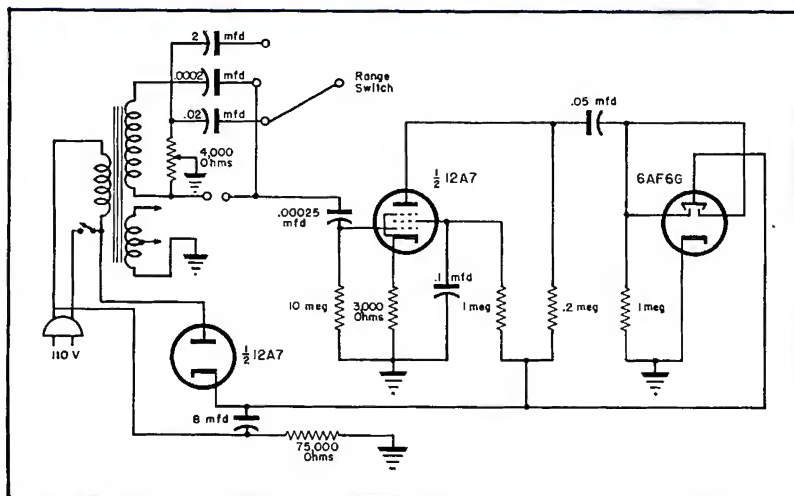 2 mfd
.0002 mfd
.02 mfd
Range
Switch
4,000
Ohms
.00025
mfd
½ 12A7
.05 mfd
6AF6G
10 meg
3,000
Ohms
.1 mfd
1 meg
.2 meg
1 meg
110 V
½ 12A7
8 mfd
75,000
Ohms